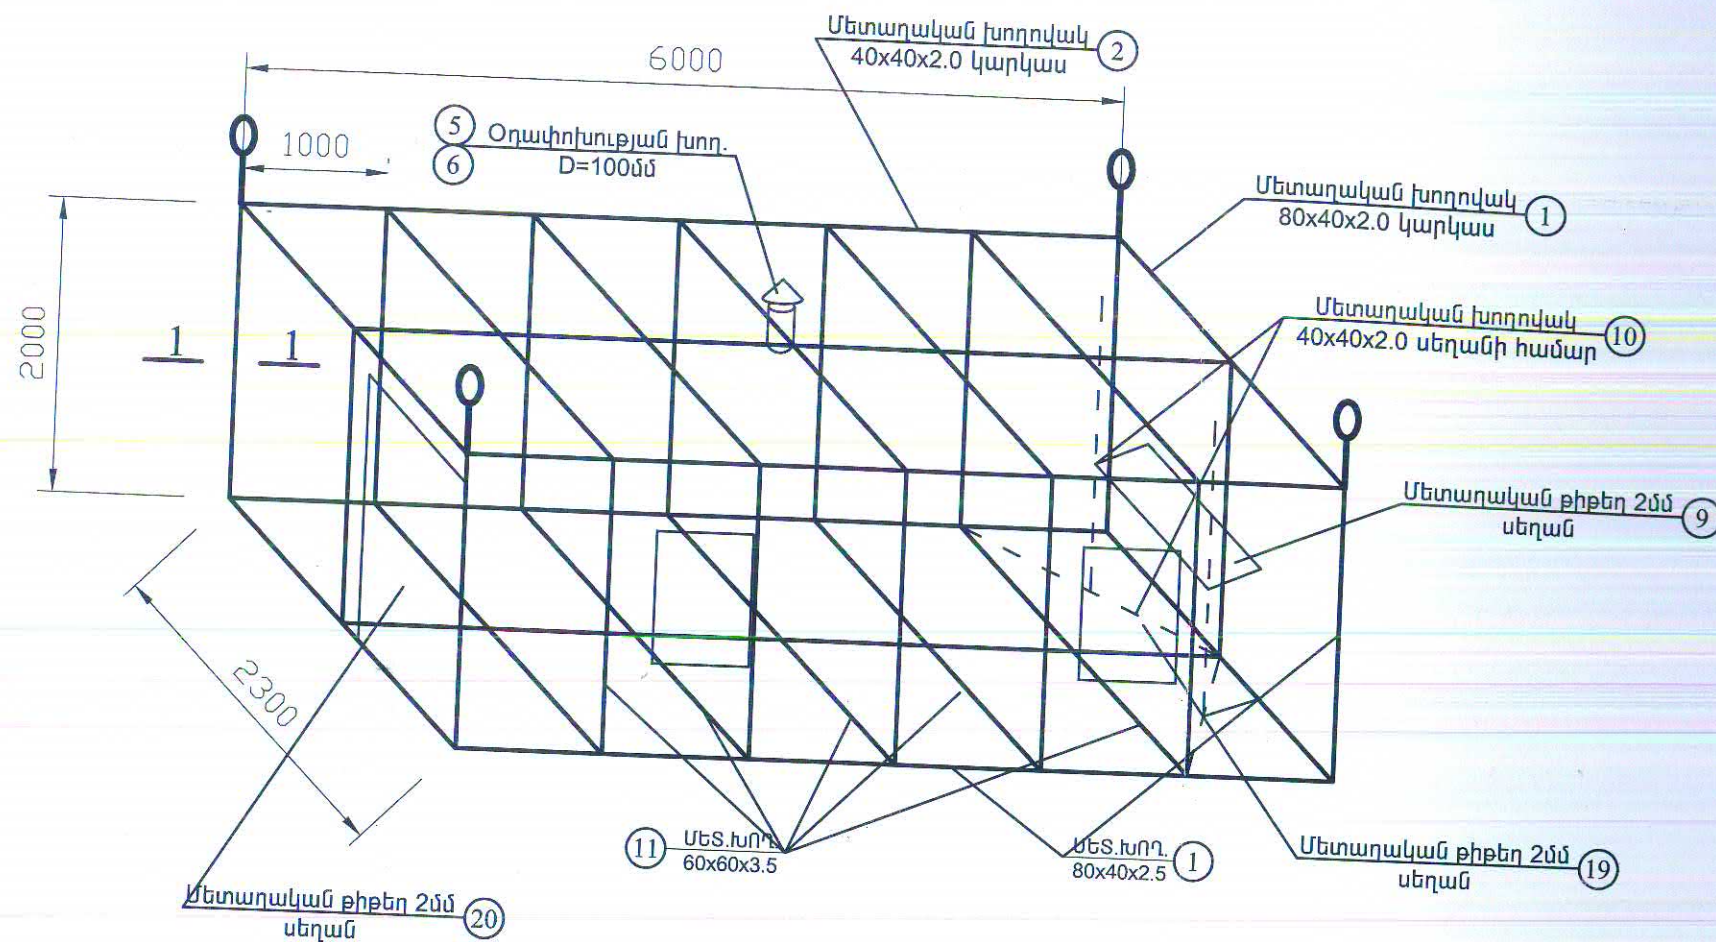 Մետաղական խողովակ 2
40x40x2.0 կարկաս
6000
5 Օդափոխության խող.
6 D=100մմ
1000
Մետաղական խողովակ 1
80x40x2.0 կարկաս
2000
1 1
Մետաղական խողովակ 10
40x40x2.0 սեղանի համար
Մետաղական թիթեղ 2մմ 9
սեղան
2300
11 ՄԵՏ.ԽՈՂ.
60x60x3.5
ՄԵՏ.ԽՈՂ. 1
80x40x2.5
Մետաղական թիթեղ 2մմ 19
սեղան
Մետաղական թիթեղ 2մմ 20
սեղան